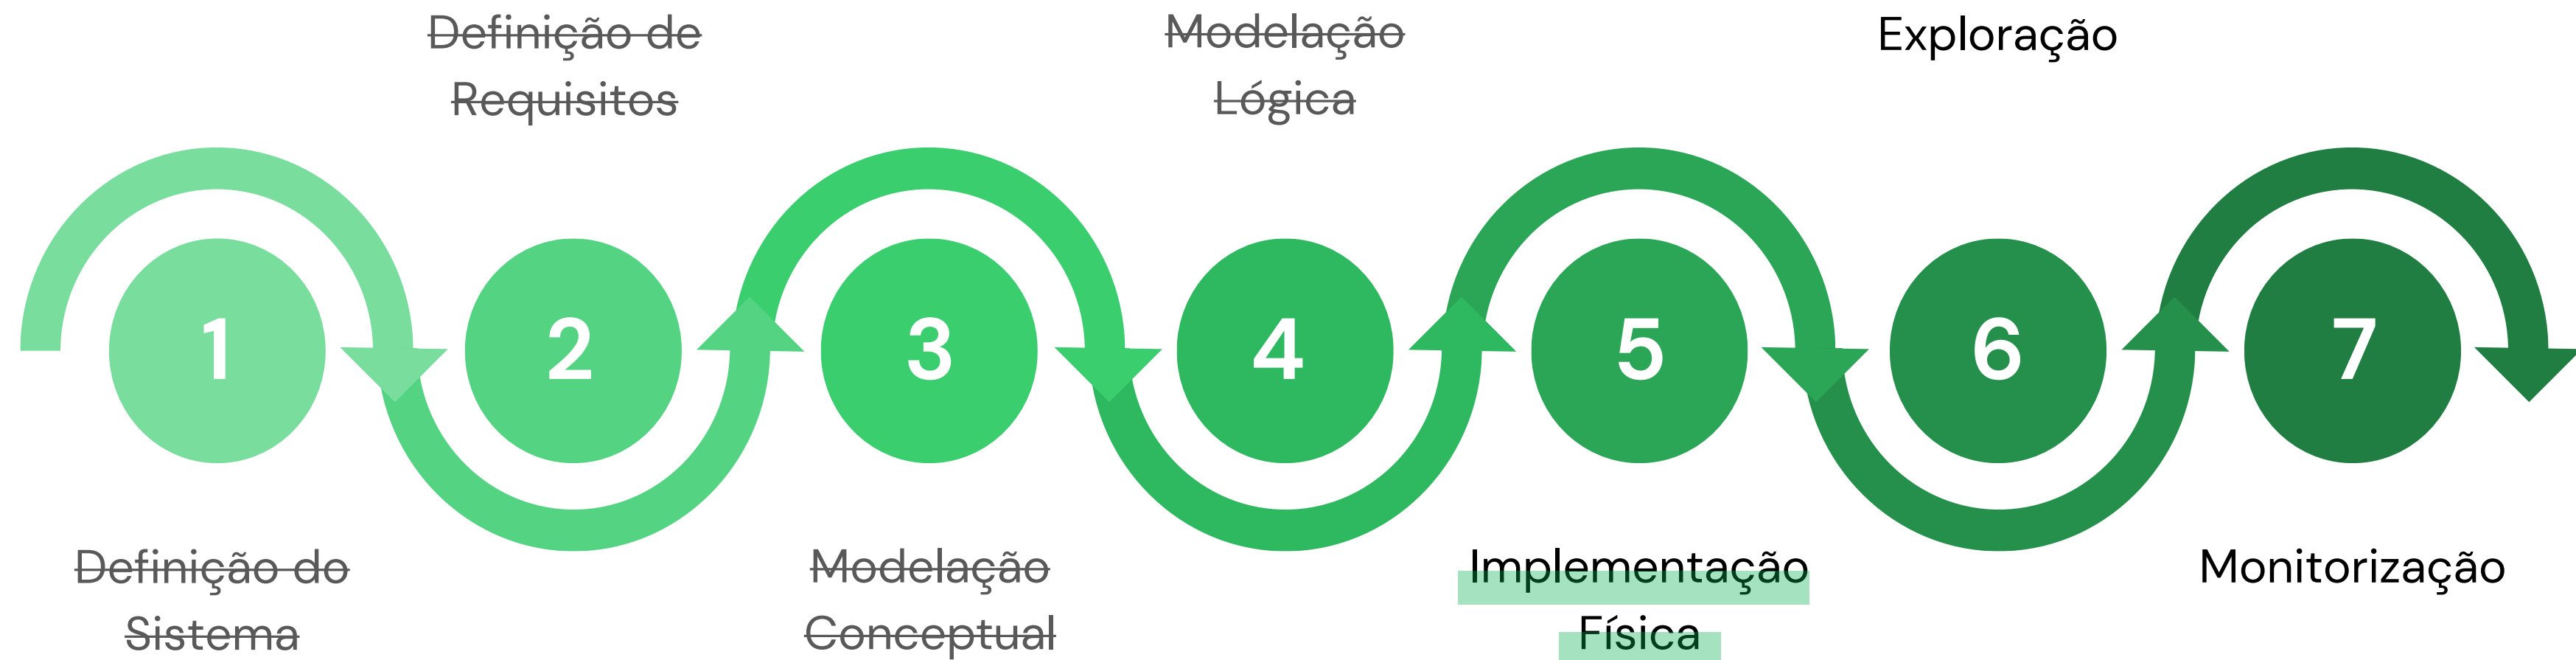 Definição de
Requisitos
Modelação
Lógica
Exploração
1
2
3
4
5
6
7
Definição do
Sistema
Modelação
Conceptual
Implementação
Física
Monitorização